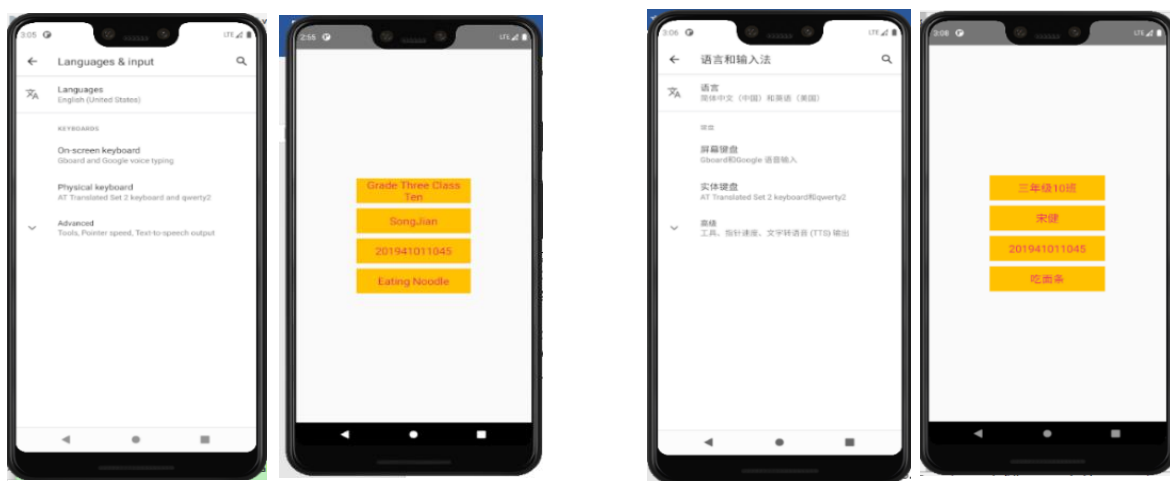 3:05
LTE
Languages & input
Languages
English (United States)
KEYBOARDS
On-screen keyboard
Gboard and Google voice typing
Physical keyboard
AT Translated Set 2 keyboard and qwerty2
Advanced
Tools, Pointer speed, Text-to-speech output
2:55
LTE
Grade Three Class
Ten
SongJian
201941011045
Eating Noodle
3:06
LTE
语言和输入法
语言
简体中文（中国）和英语（美国）
键盘
屏幕键盘
Gboard和Google 语音输入
实体键盘
AT Translated Set 2 keyboard和qwerty2
高级
工具、指针速度、文字转语音 (TTS) 输出
3:06
LTE
三年级10班
宋健
201941011045
吃面条